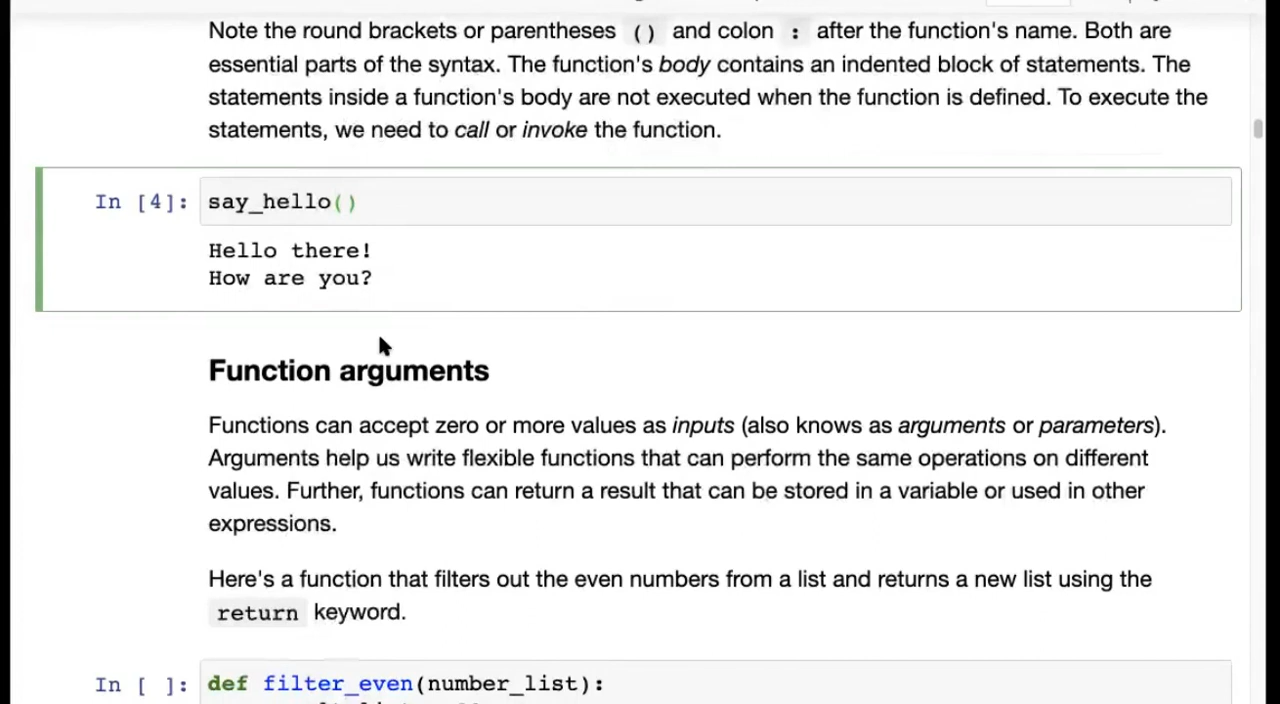 Note the round brackets or parentheses () and colon : after the function's name. Both are
essential parts of the syntax. The function's body contains an indented block of statements. The
statements inside a function's body are not executed when the function is defined. To execute the
statements, we need to call or invoke the function.
In [4]: say_hello()
Hello there!
How are you?
Function arguments
Functions can accept zero or more values as inputs (also known as arguments or parameters).
Arguments help us write flexible functions that can perform the same operations on different
values. Further, functions can return a result that can be stored in a variable or used in other
expressions.
Here's a function that filters out the even numbers from a list and returns a new list using the
return keyword.
In [ ]: def filter_even(number_list):